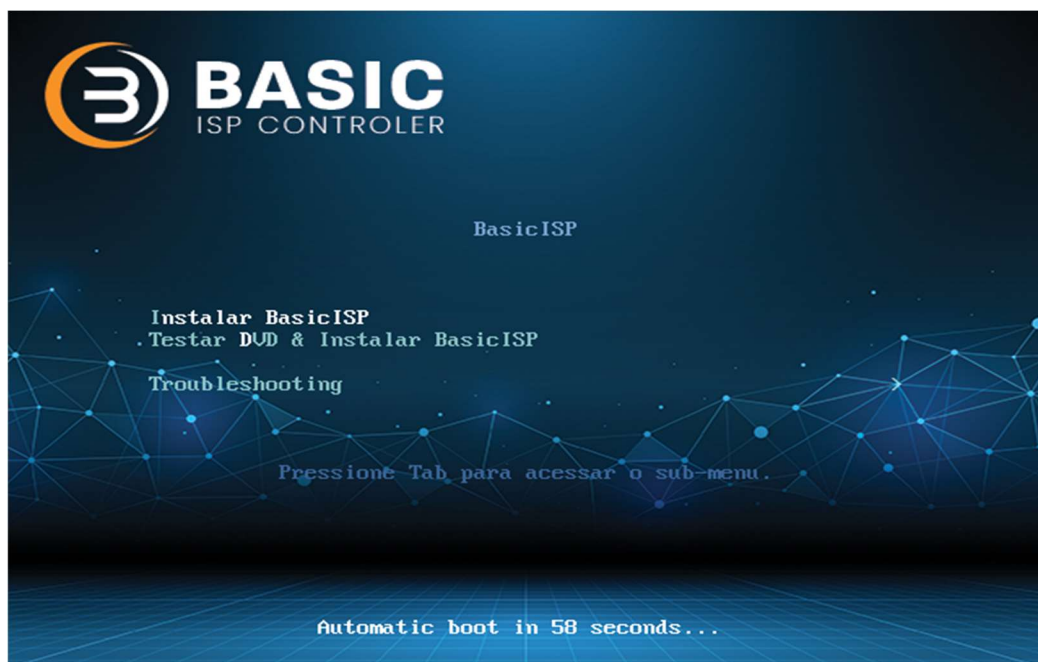 BASIC
ISP CONTROLER
BasicISP
Instalar BasicISP
Testar DVD & Instalar BasicISP
Troubleshooting >
Pressione Tab para acessar o sub-menu.
Automatic boot in 58 seconds...